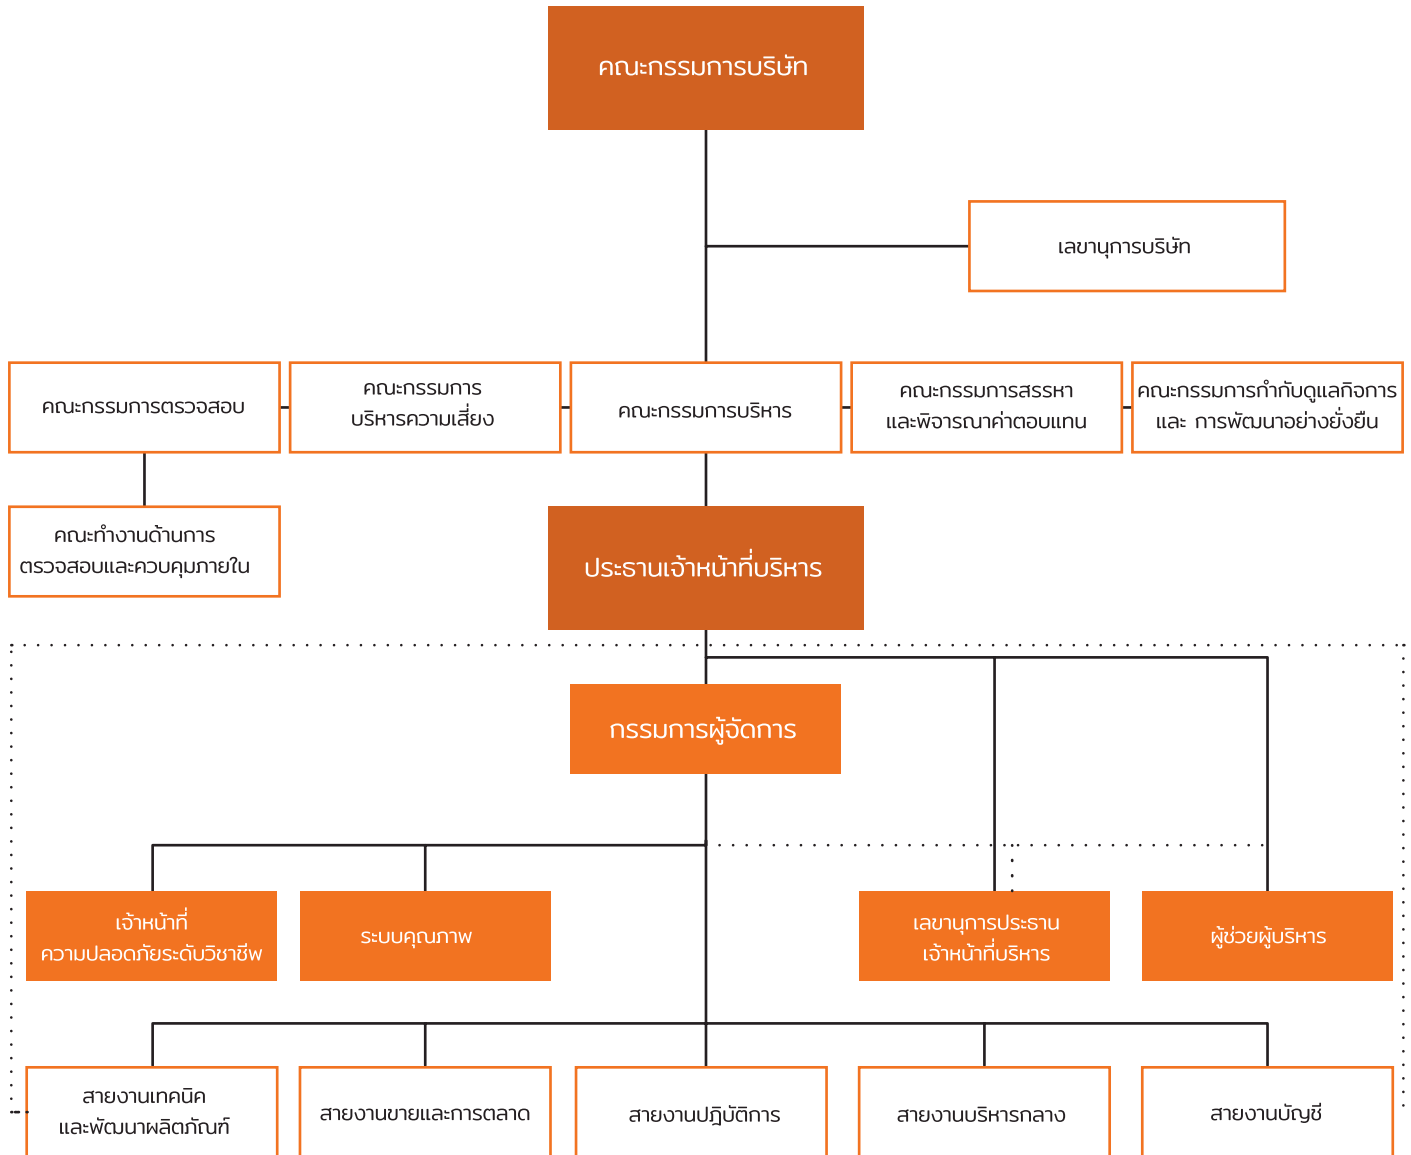 คณะกรรมการบริษัท
เลขานุการบริษัท
คณะกรรมการตรวจสอบ
คณะกรรมการ
บริหารความเสี่ยง
คณะกรรมการบริหาร
คณะกรรมการสรรหา
และพิจารณาค่าตอบแทน
คณะกรรมการกำกับดูแลกิจการ
และ การพัฒนาอย่างยั่งยืน
คณะทำงานด้านการ
ตรวจสอบและควบคุมภายใน
ประธานเจ้าหน้าที่บริหาร
กรรมการผู้จัดการ
เจ้าหน้าที่
ความปลอดภัยระดับวิชาชีพ
ระบบคุณภาพ
เลขานุการประธาน
เจ้าหน้าที่บริหาร
ผู้ช่วยผู้บริหาร
สายงานเทคนิค
และพัฒนาผลิตภัณฑ์
สายงานขายและการตลาด
สายงานปฎิบัติการ
สายงานบริหารกลาง
สายงานบัญชี